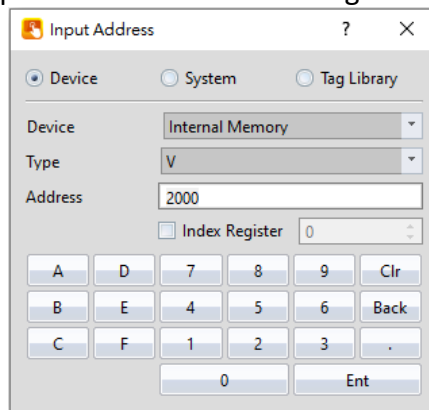 Input Address ? ×
Device System Tag Library
Device Internal Memory
Type V
Address 2000
Index Register 0
A D 7 8 9 Clr
B E 4 5 6 Back
C F 1 2 3 .
0 Ent